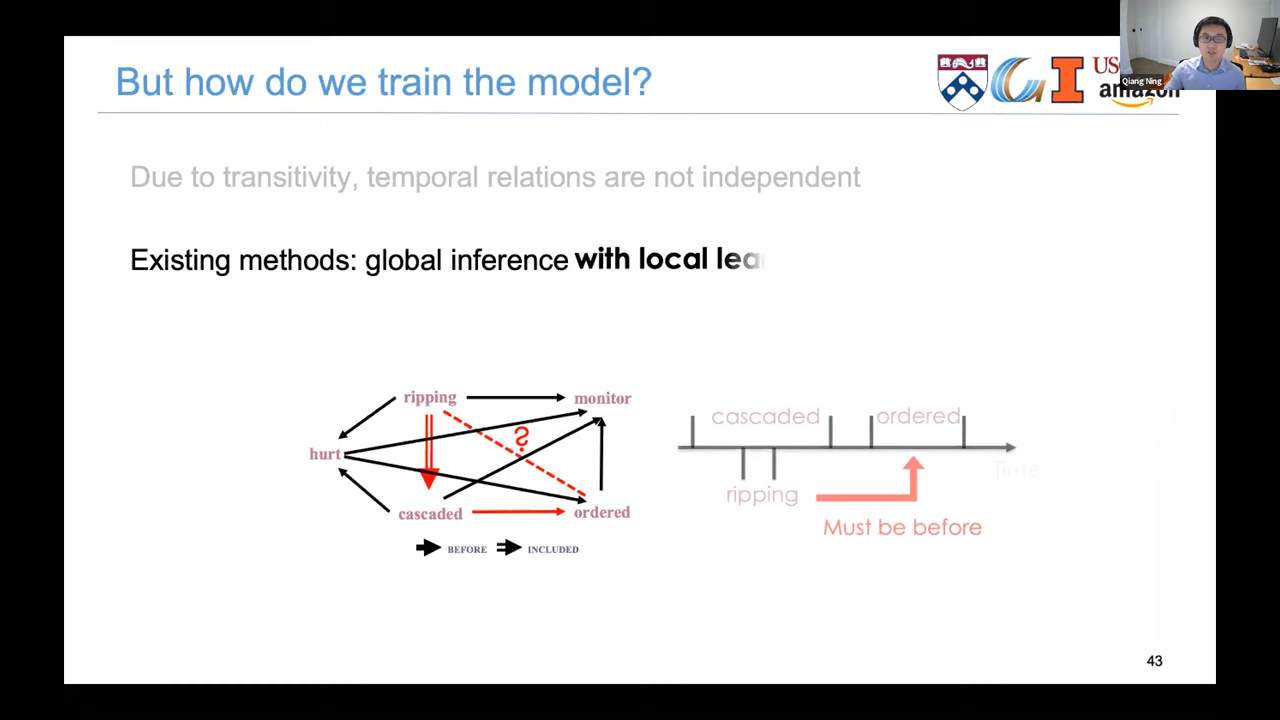 But how do we train the model?
US
amazon
Qiang Ning
Due to transitivity, temporal relations are not independent
Existing methods: global inference with local lea
ripping
monitor
?
hurt
cascaded
ordered
BEFORE
INCLUDED
cascaded
ordered
Time
ripping
Must be before
43